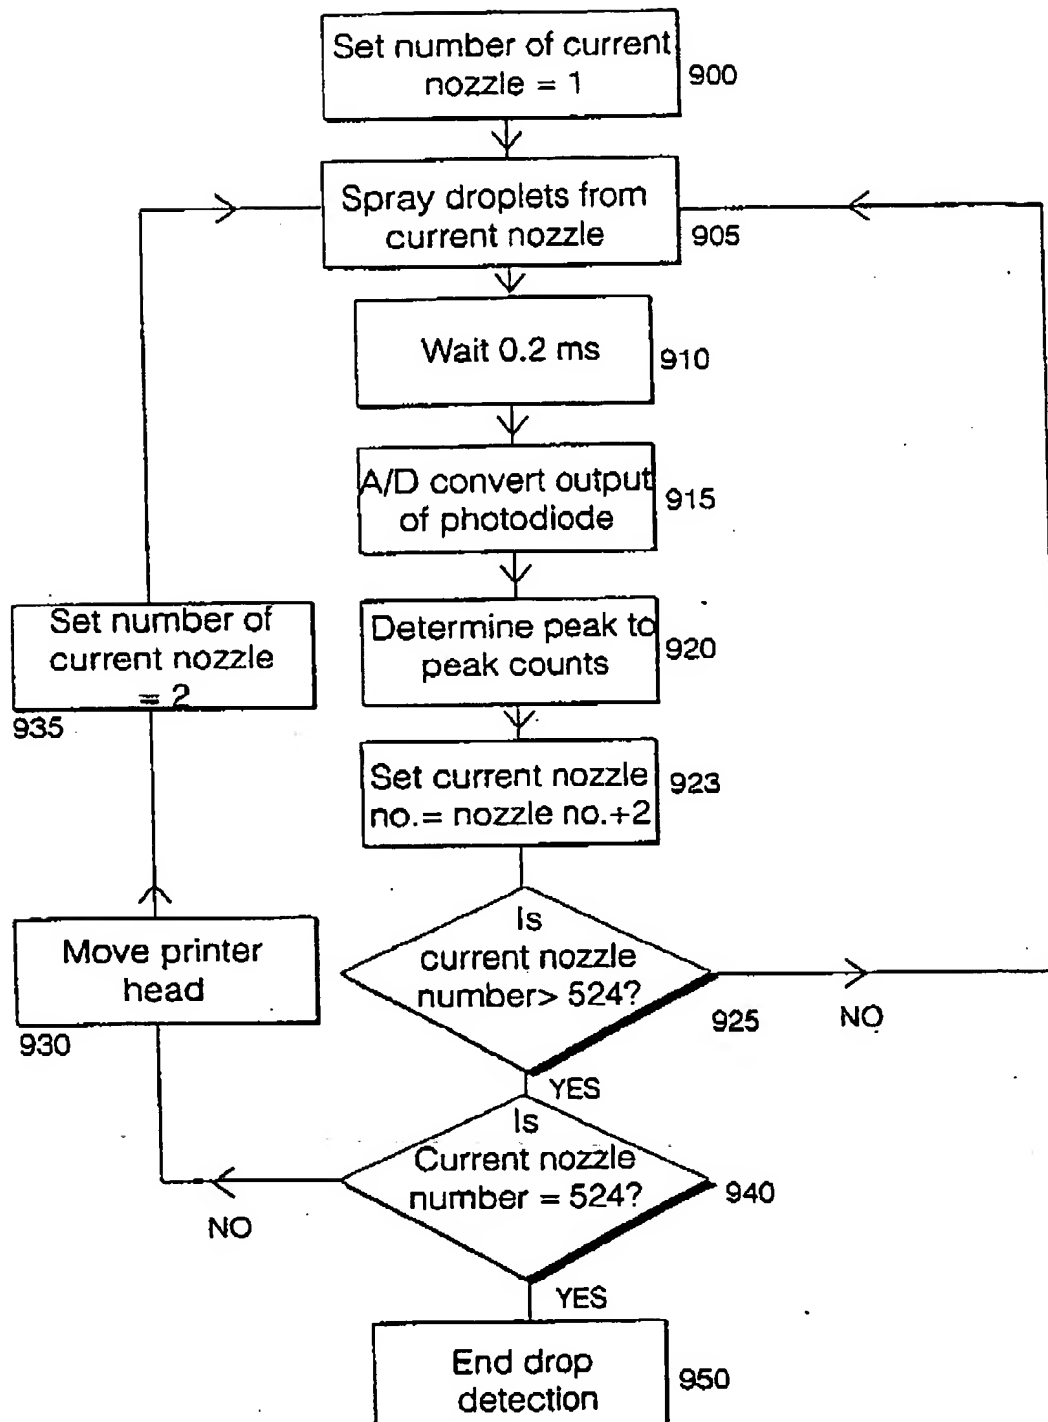 Set number of current
nozzle = 1
900
Spray droplets from
current nozzle
905
Wait 0.2 ms
910
A/D convert output
of photodiode
915
Set number of
current nozzle
= 2
935
Determine peak to
peak counts
920
Set current nozzle
no.= nozzle no.+2
923
Move printer
head
930
Is
current nozzle
number> 524?
925
NO
YES
Is
Current nozzle
number = 524?
940
NO
YES
End drop
detection
950